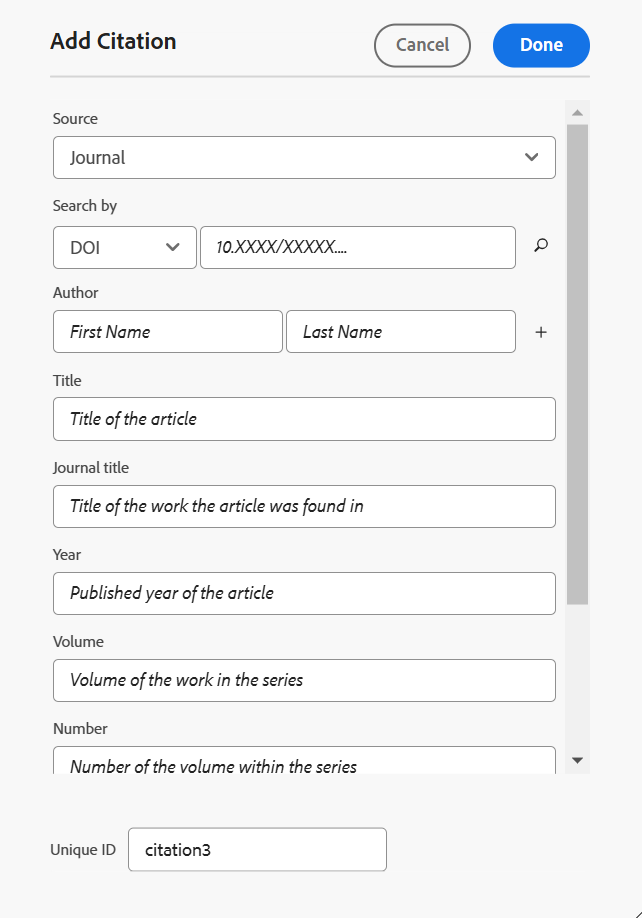 Add Citation
Cancel
Done
Source
Journal
Search by
DOI
10.XXXX/XXXXX....
Author
First Name
Last Name
+
Title
Title of the article
Journal title
Title of the work the article was found in
Year
Published year of the article
Volume
Volume of the work in the series
Number
Number of the volume within the series
Unique ID
citation3